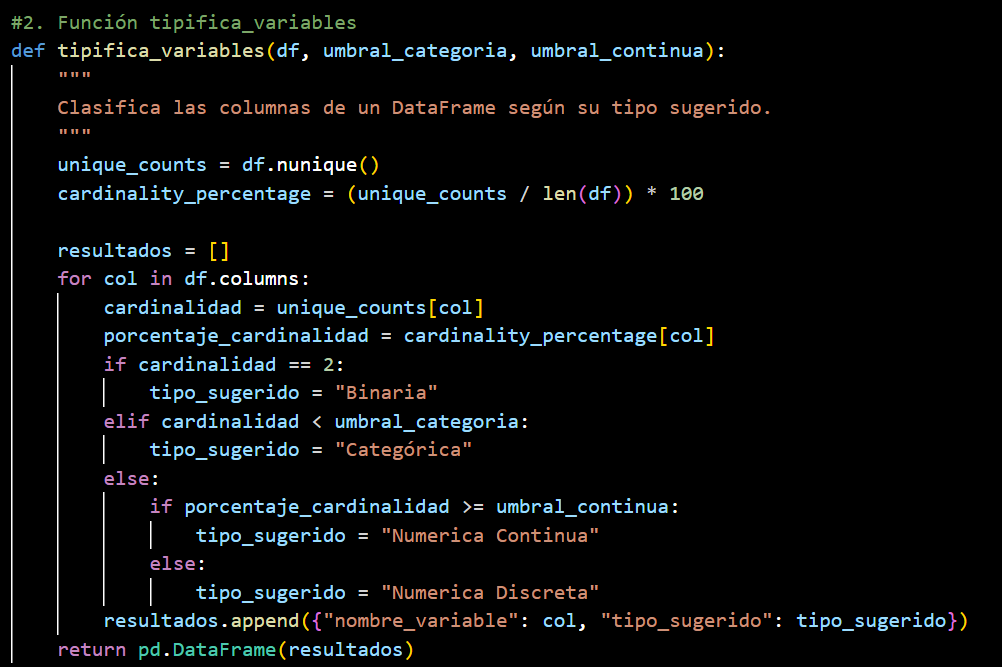 #2. Función tipifica_variables
def tipifica_variables(df, umbral_categoria, umbral_continua):
    """
    Clasifica las columnas de un DataFrame según su tipo sugerido.
    """
    unique_counts = df.nunique()
    cardinality_percentage = (unique_counts / len(df)) * 100

    resultados = []
    for col in df.columns:
        cardinalidad = unique_counts[col]
        porcentaje_cardinalidad = cardinality_percentage[col]
        if cardinalidad == 2:
            tipo_sugerido = "Binaria"
        elif cardinalidad < umbral_categoria:
            tipo_sugerido = "Categórica"
        else:
            if porcentaje_cardinalidad >= umbral_continua:
                tipo_sugerido = "Numerica Continua"
            else:
                tipo_sugerido = "Numerica Discreta"
        resultados.append({"nombre_variable": col, "tipo_sugerido": tipo_sugerido})
    return pd.DataFrame(resultados)